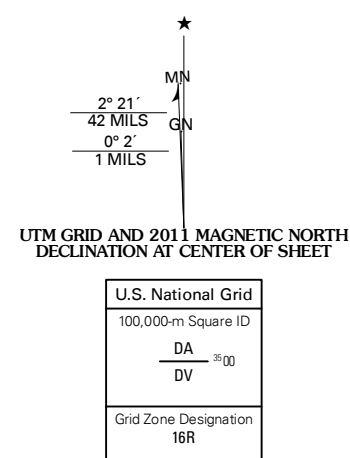 ★
MN
2° 21´
42 MILS
GN
0° 2´
1 MILS
UTM GRID AND 2011 MAGNETIC NORTH
DECLINATION AT CENTER OF SHEET
U.S. National Grid
100,000-m Square ID
DA
3500
DV
Grid Zone Designation
16R